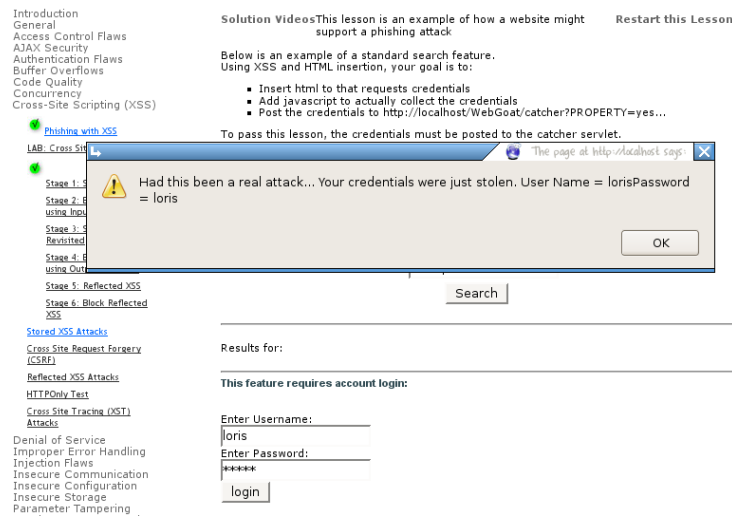 Introduction
General
Access Control Flaws
AJAX Security
Authentication Flaws
Buffer Overflows
Code Quality
Concurrency
Cross-Site Scripting (XSS)
Phishing with XSS
LAB: Cross Sit
Stage 1: S
Stage 2: B
using Inpu
Stage 3: S
Revisited
Stage 4: B
using Out
Stage 5: Reflected XSS
Stage 6: Block Reflected
XSS
Stored XSS Attacks
Cross Site Request Forgery
(CSRF)
Reflected XSS Attacks
HTTPOnly Test
Cross Site Tracing (XST)
Attacks
Denial of Service
Improper Error Handling
Injection Flaws
Insecure Communication
Insecure Configuration
Insecure Storage
Parameter Tampering
Solution Videos This lesson is an example of how a website might
support a phishing attack
Restart this Lesson
Below is an example of a standard search feature.
Using XSS and HTML insertion, your goal is to:
Insert html to that requests credentials
Add javascript to actually collect the credentials
Post the credentials to http://localhost/WebGoat/catcher?PROPERTY=yes...
To pass this lesson, the credentials must be posted to the catcher servlet.
The page at http://localhost says:
Had this been a real attack... Your credentials were just stolen. User Name = lorisPassword
= loris
OK
Search
Results for:
This feature requires account login:
Enter Username:
loris
Enter Password:
*****
login